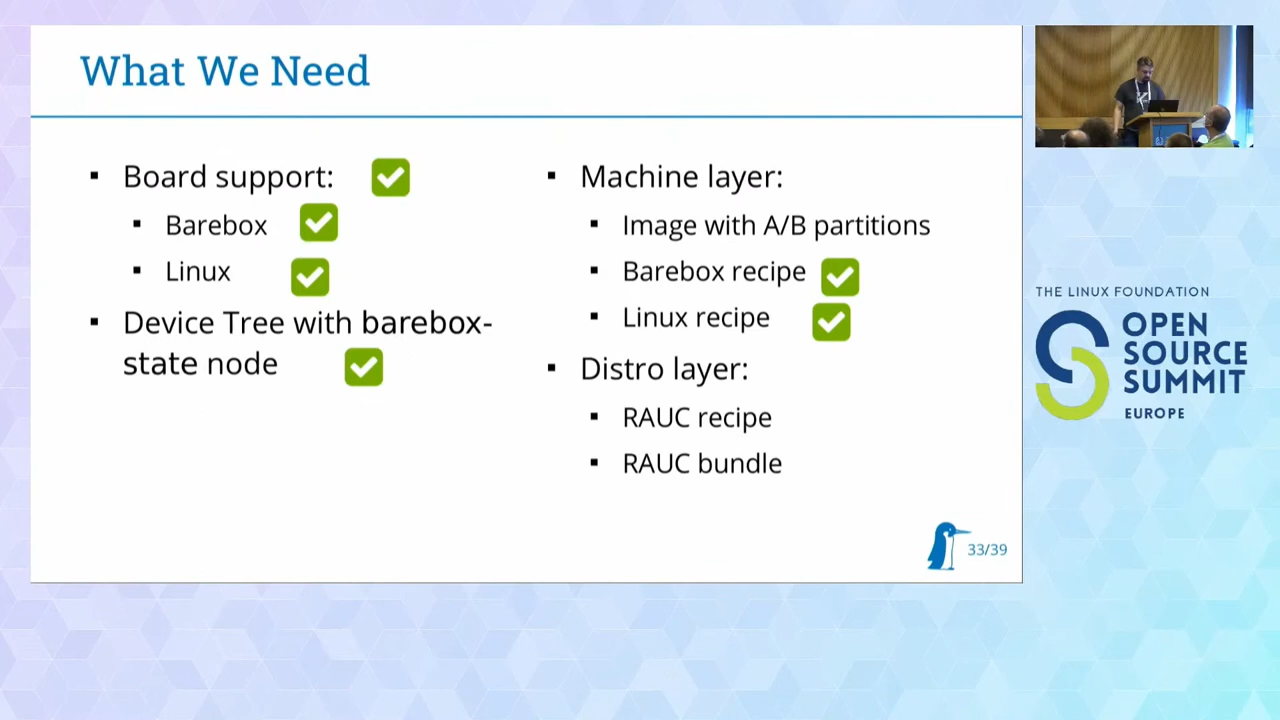 What We Need
▪ Board support: ✅
▪ Barebox ✅
▪ Linux ✅
▪ Device Tree with barebox-
state node ✅
▪ Machine layer:
▪ Image with A/B partitions
▪ Barebox recipe ✅
▪ Linux recipe ✅
▪ Distro layer:
▪ RAUC recipe
▪ RAUC bundle
33/39
THE LINUX FOUNDATION
OPEN
SOURCE
SUMMIT
EUROPE